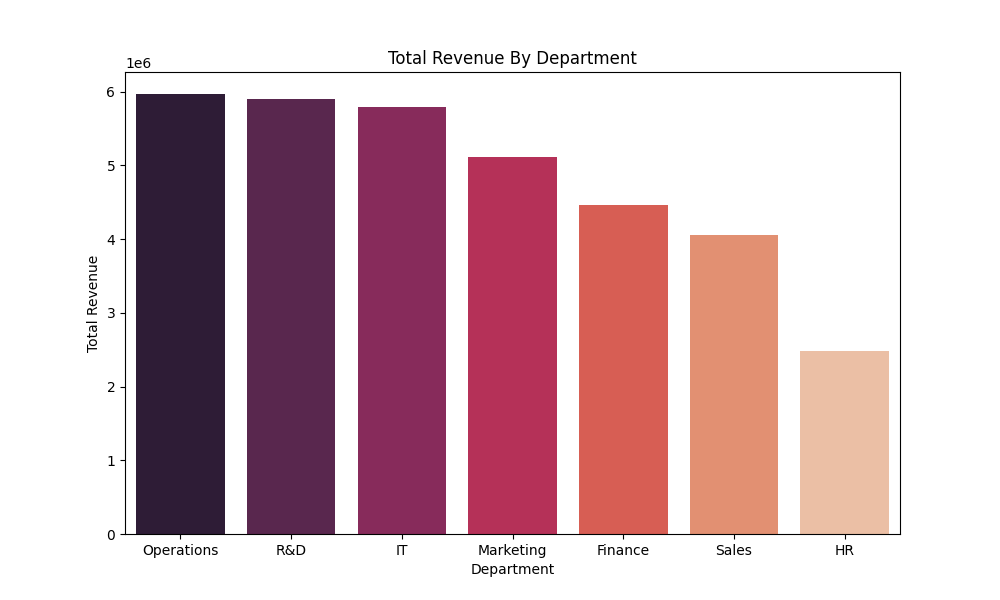 Total Revenue By Department
1e6
6
5
4
3
2
1
0
Total Revenue
Operations R&D IT Marketing Finance Sales HR
Department